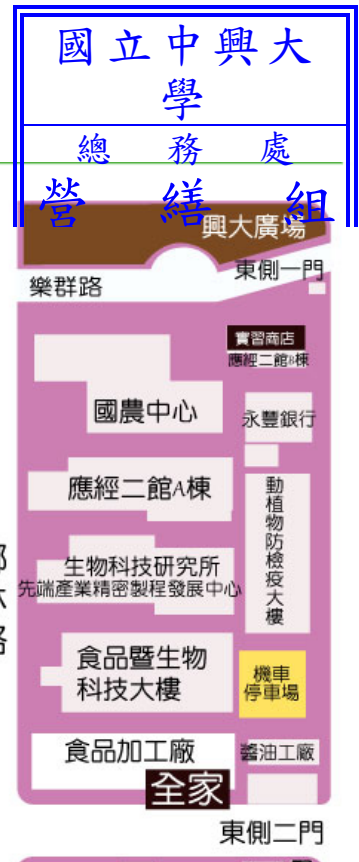 國立中興大
學
總務處
營繕組
興大廣場
東側一門
樂群路
實習商店
應經二館B棟
國農中心
永豐銀行
應經二館A棟
動植物防檢疫大樓
生物科技研究所
先端產業精密製程發展中心
食品暨生物
科技大樓
機車
停車場
食品加工廠
醬油工廠
全家
東側二門